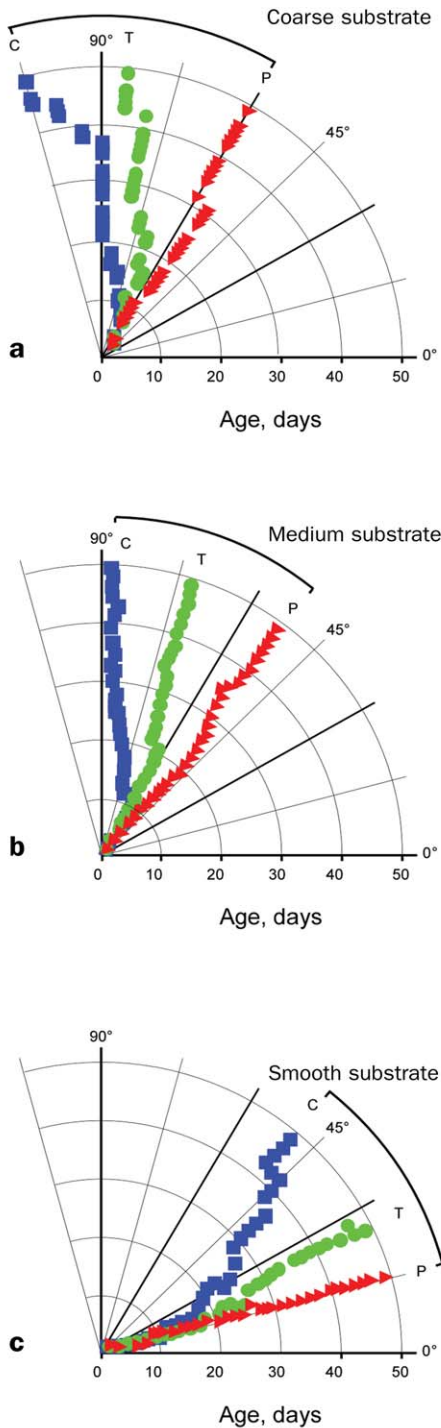 Coarse substrate
C
90°
T
P
45°
0°
a
0 10 20 30 40 50
Age, days
Medium substrate
90°
C
T
P
45°
0°
b
0 10 20 30 40 50
Age, days
90°
Smooth substrate
C
45°
T
P
0°
c
0 10 20 30 40 50
Age, days